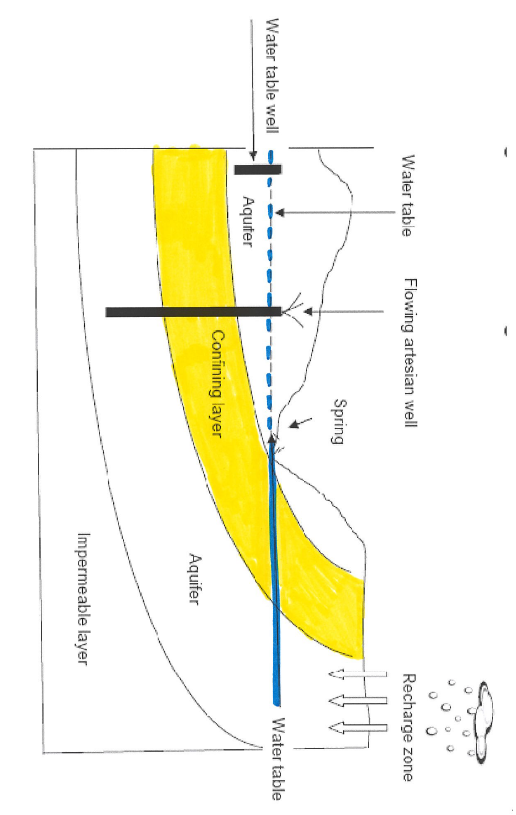 Water table
Flowing artesian well
Recharge zone
Spring
Water table well
Water table
Aquifer
Confining layer
Aquifer
Impermeable layer